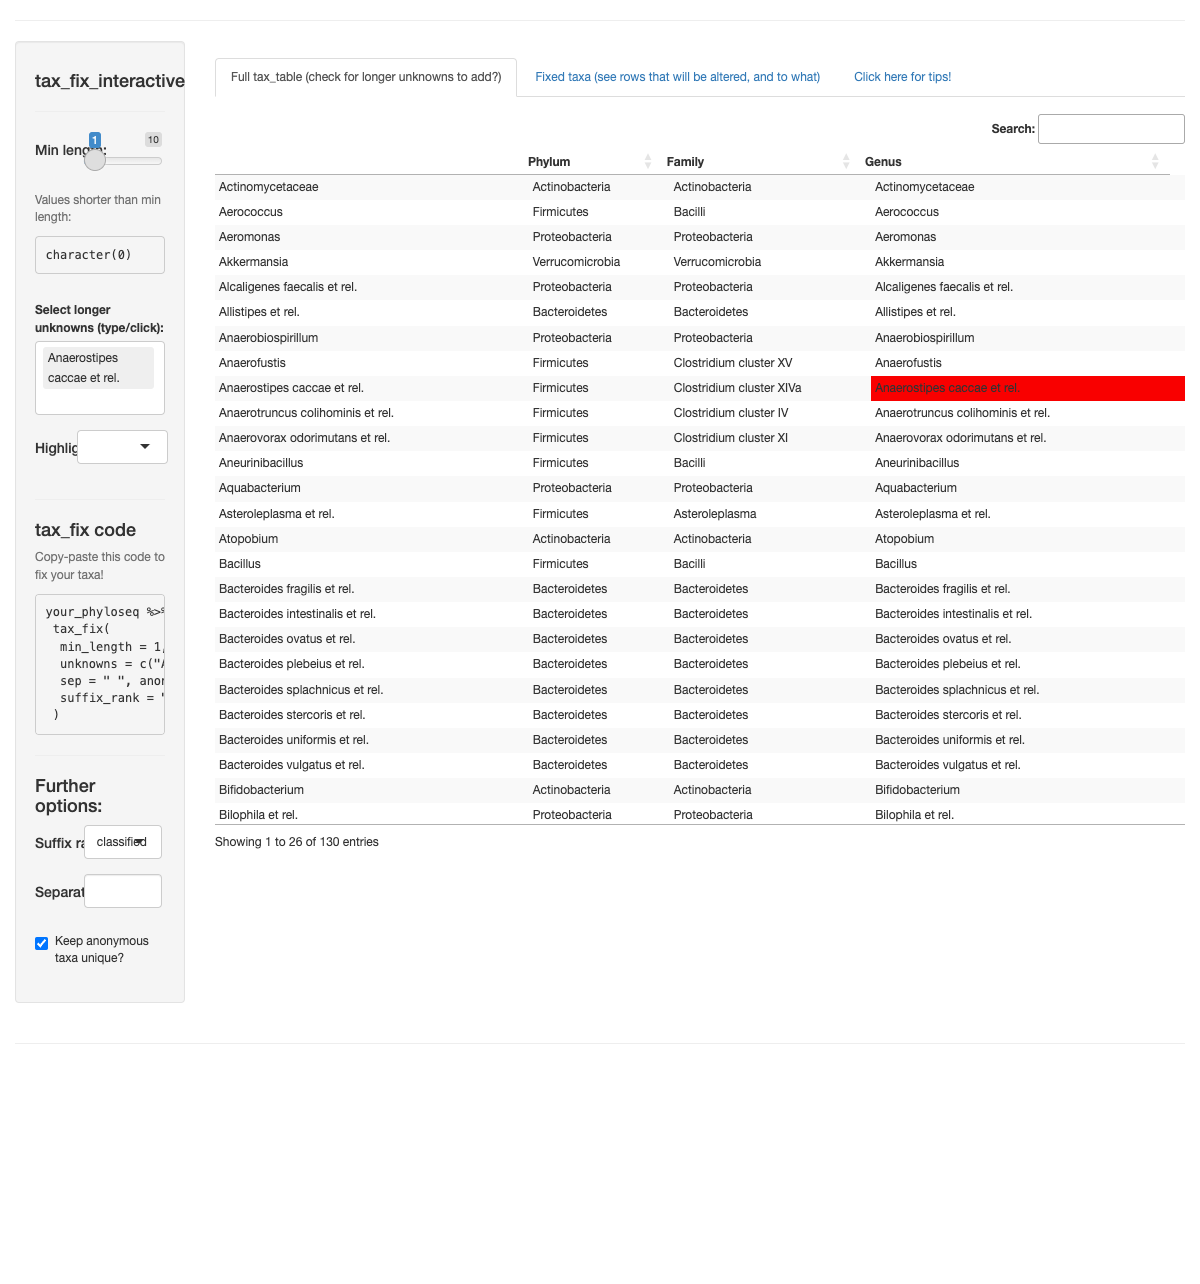 tax_fix_interactive
1
10
Min length:
Values shorter than min
length:
character(0)
Select longer
unknowns (type/click):
Anaerostipes
caccae et rel.
Highlig
tax_fix code
Copy-paste this code to
fix your taxa!
your_phyloseq %>%
tax_fix(
min_length = 1,
unknowns = c("A
sep = " ", anon
suffix_rank = "
)
Further
options:
Suffix ra classified
Separat
Keep anonymous
taxa unique?
Full tax_table (check for longer unknowns to add?) Fixed taxa (see rows that will be altered, and to what) Click here for tips!
Search:
Phylum Family Genus
Actinomycetaceae Actinobacteria Actinobacteria Actinomycetaceae
Aerococcus Firmicutes Bacilli Aerococcus
Aeromonas Proteobacteria Proteobacteria Aeromonas
Akkermansia Verrucomicrobia Verrucomicrobia Akkermansia
Alcaligenes faecalis et rel. Proteobacteria Proteobacteria Alcaligenes faecalis et rel.
Allistipes et rel. Bacteroidetes Bacteroidetes Allistipes et rel.
Anaerobiospirillum Proteobacteria Proteobacteria Anaerobiospirillum
Anaerofustis Firmicutes Clostridium cluster XV Anaerofustis
Anaerostipes caccae et rel. Firmicutes Clostridium cluster XIVa Anaerostipes caccae et rel.
Anaerotruncus colihominis et rel. Firmicutes Clostridium cluster IV Anaerotruncus colihominis et rel.
Anaerovorax odorimutans et rel. Firmicutes Clostridium cluster XI Anaerovorax odorimutans et rel.
Aneurinibacillus Firmicutes Bacilli Aneurinibacillus
Aquabacterium Proteobacteria Proteobacteria Aquabacterium
Asteroleplasma et rel. Firmicutes Asteroleplasma Asteroleplasma et rel.
Atopobium Actinobacteria Actinobacteria Atopobium
Bacillus Firmicutes Bacilli Bacillus
Bacteroides fragilis et rel. Bacteroidetes Bacteroidetes Bacteroides fragilis et rel.
Bacteroides intestinalis et rel. Bacteroidetes Bacteroidetes Bacteroides intestinalis et rel.
Bacteroides ovatus et rel. Bacteroidetes Bacteroidetes Bacteroides ovatus et rel.
Bacteroides plebeius et rel. Bacteroidetes Bacteroidetes Bacteroides plebeius et rel.
Bacteroides splachnicus et rel. Bacteroidetes Bacteroidetes Bacteroides splachnicus et rel.
Bacteroides stercoris et rel. Bacteroidetes Bacteroidetes Bacteroides stercoris et rel.
Bacteroides uniformis et rel. Bacteroidetes Bacteroidetes Bacteroides uniformis et rel.
Bacteroides vulgatus et rel. Bacteroidetes Bacteroidetes Bacteroides vulgatus et rel.
Bifidobacterium Actinobacteria Actinobacteria Bifidobacterium
Bilophila et rel. Proteobacteria Proteobacteria Bilophila et rel.
Showing 1 to 26 of 130 entries